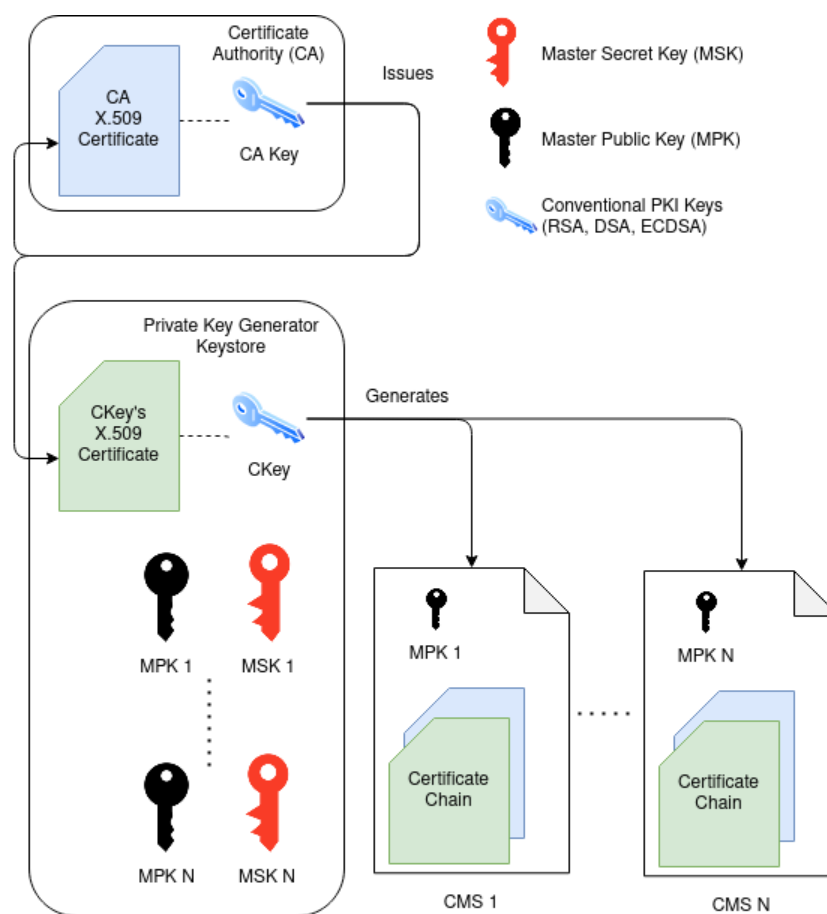 Certificate
Authority (CA)
CA
X.509
Certificate
CA Key
Issues
Master Secret Key (MSK)
Master Public Key (MPK)
Conventional PKI Keys
(RSA, DSA, ECDSA)
Private Key Generator
Keystore
CKey's
X.509
Certificate
CKey
Generates
MPK 1
MSK 1
MPK N
MSK N
MPK 1
Certificate
Chain
CMS 1
MPK N
Certificate
Chain
CMS N